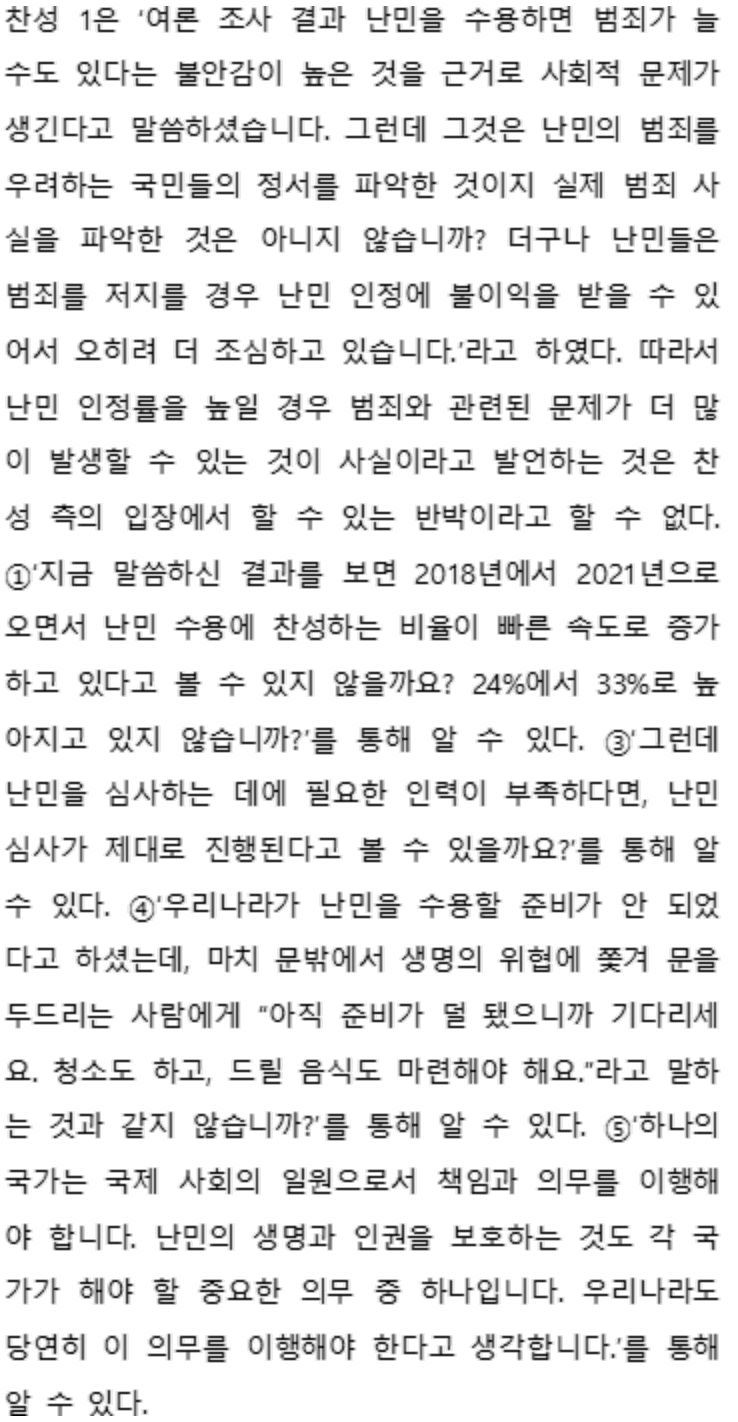 찬성 1은 ‘여론 조사 결과 난민을 수용하면 범죄가 늘
수도 있다는 불안감이 높은 것을 근거로 사회적 문제가
생긴다고 말씀하셨습니다. 그런데 그것은 난민의 범죄를
우려하는 국민들의 정서를 파악한 것이지 실제 범죄 사
실을 파악한 것은 아니지 않습니까? 더구나 난민들은
범죄를 저지를 경우 난민 인정에 불이익을 받을 수 있
어서 오히려 더 조심하고 있습니다.’라고 하였다. 따라서
난민 인정률을 높일 경우 범죄와 관련된 문제가 더 많
이 발생할 수 있는 것이 사실이라고 발언하는 것은 찬
성 측의 입장에서 할 수 있는 반박이라고 할 수 없다.
①‘지금 말씀하신 결과를 보면 2018년에서 2021년으로
오면서 난민 수용에 찬성하는 비율이 빠른 속도로 증가
하고 있다고 볼 수 있지 않을까요? 24%에서 33%로 높
아지고 있지 않습니까?’를 통해 알 수 있다. ③‘그런데
난민을 심사하는 데에 필요한 인력이 부족하다면, 난민
심사가 제대로 진행된다고 볼 수 있을까요?’를 통해 알
수 있다. ④‘우리나라가 난민을 수용할 준비가 안 되었
다고 하셨는데, 마치 문밖에서 생명의 위협에 쫓겨 문을
두드리는 사람에게 “아직 준비가 덜 됐으니까 기다리세
요. 청소도 하고, 드릴 음식도 마련해야 해요.”라고 말하
는 것과 같지 않습니까?’를 통해 알 수 있다. ⑤‘하나의
국가는 국제 사회의 일원으로서 책임과 의무를 이행해
야 합니다. 난민의 생명과 인권을 보호하는 것도 각 국
가가 해야 할 중요한 의무 중 하나입니다. 우리나라도
당연히 이 의무를 이행해야 한다고 생각합니다.’를 통해
알 수 있다.